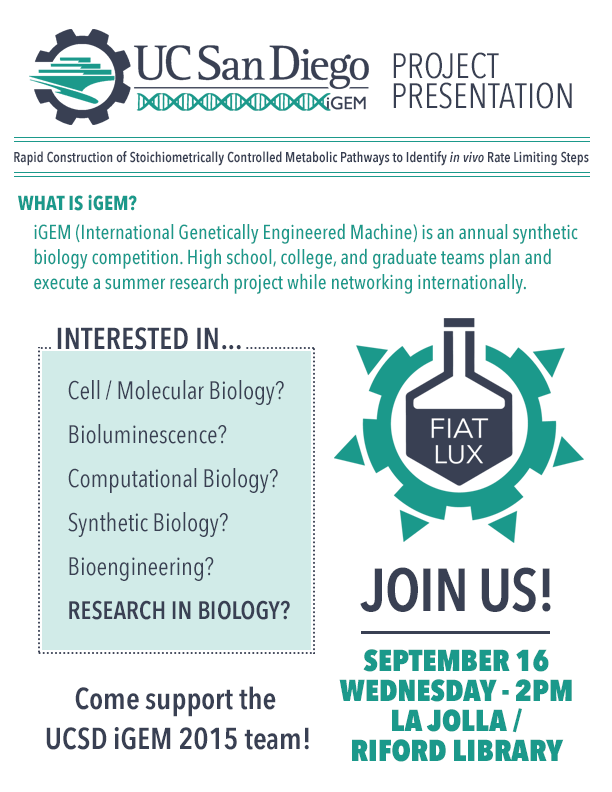 UC San Diego
iGEM
PROJECT
PRESENTATION
Rapid Construction of Stoichiometrically Controlled Metabolic Pathways to Identify in vivo Rate Limiting Steps
WHAT IS iGEM?
iGEM (International Genetically Engineered Machine) is an annual synthetic
biology competition. High school, college, and graduate teams plan and
execute a summer research project while networking internationally.
INTERESTED IN...
Cell / Molecular Biology?
Bioluminescence?
Computational Biology?
Synthetic Biology?
Bioengineering?
RESEARCH IN BIOLOGY?
Come support the
UCSD iGEM 2015 team!
FIAT
LUX
JOIN US!
SEPTEMBER 16
WEDNESDAY - 2PM
LA JOLLA /
RIFORD LIBRARY